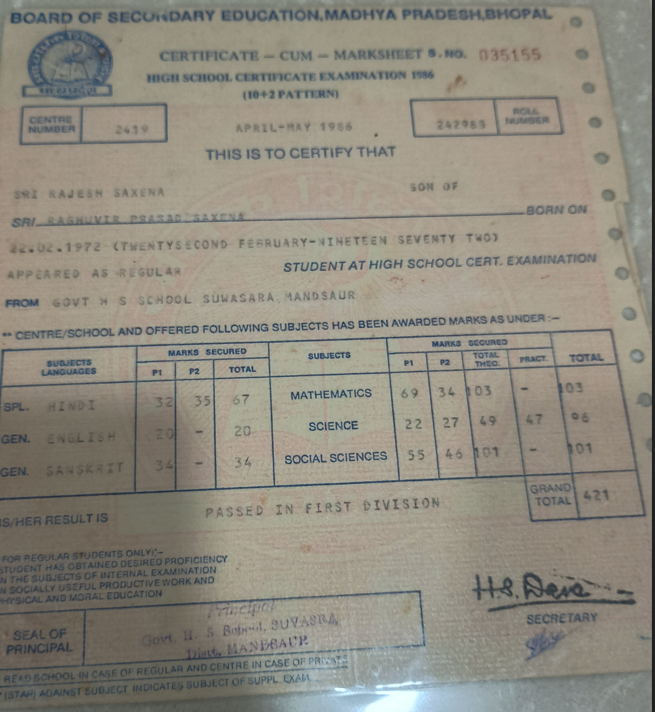 BOARD OF SECONDARY EDUCATION,MADHYA PRADESH,BHOPAL
CERTIFICATE – CUM – MARKSHEET S. NO. 035155
HIGH SCHOOL CERTIFICATE EXAMINATION 1986
(10+2 PATTERN)
CENTRE NUMBER 2419
APRIL-MAY 1986
242985 ROLL NUMBER
THIS IS TO CERTIFY THAT
SRI RAJESH SAXENA SON OF
SRI RAGHUVIR PRASAD SAXENA BORN ON
22.02.1972 (TWENTYSECOND FEBRUARY-NINETEEN SEVENTY TWO)
APPEARED AS REGULAR STUDENT AT HIGH SCHOOL CERT. EXAMINATION
FROM GOVT H S SCHOOL SUWASARA MANDSAUR
** CENTRE/SCHOOL AND OFFERED FOLLOWING SUBJECTS HAS BEEN AWARDED MARKS AS UNDER :–
SUBJECTS LANGUAGES MARKS SECURED SUBJECTS MARKS SECURED TOTAL
P1 P2 TOTAL P1 P2 TOTAL THEO. PRACT.
SPL. HINDI 32 35 67 MATHEMATICS 69 34 103 – 103
GEN. ENGLISH 20 – 20 SCIENCE 22 27 49 47 96
GEN. SANSKRIT 34 – 34 SOCIAL SCIENCES 55 46 101 – 101
GRAND TOTAL 421
IS/HER RESULT IS PASSED IN FIRST DIVISION
FOR REGULAR STUDENTS ONLY:–
STUDENT HAS OBTAINED DESIRED PROFICIENCY
N THE SUBJECTS OF INTERNAL EXAMINATION
N SOCIALLY USEFUL PRODUCTIVE WORK AND
HYSICAL AND MORAL EDUCATION
H.S. Dave
SECRETARY
SEAL OF PRINCIPAL
Principal
Govt. H. S School, SUVASRA
Distt. MANDSAUR
READ SCHOOL IN CASE OF REGULAR AND CENTRE IN CASE OF PRIVATE
(STAR) AGAINST SUBJECT INDICATES SUBJECT OF SUPPL. EXAM.